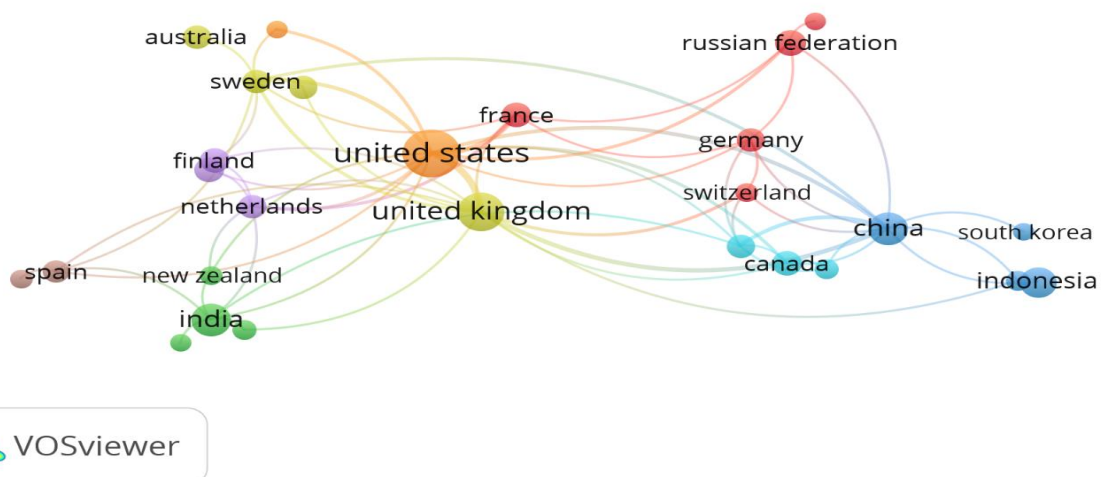 australia
russian federation
sweden
france
germany
united states
finland
switzerland
netherlands
united kingdom
china
south korea
canada
spain
new zealand
indonesia
india
VOSviewer